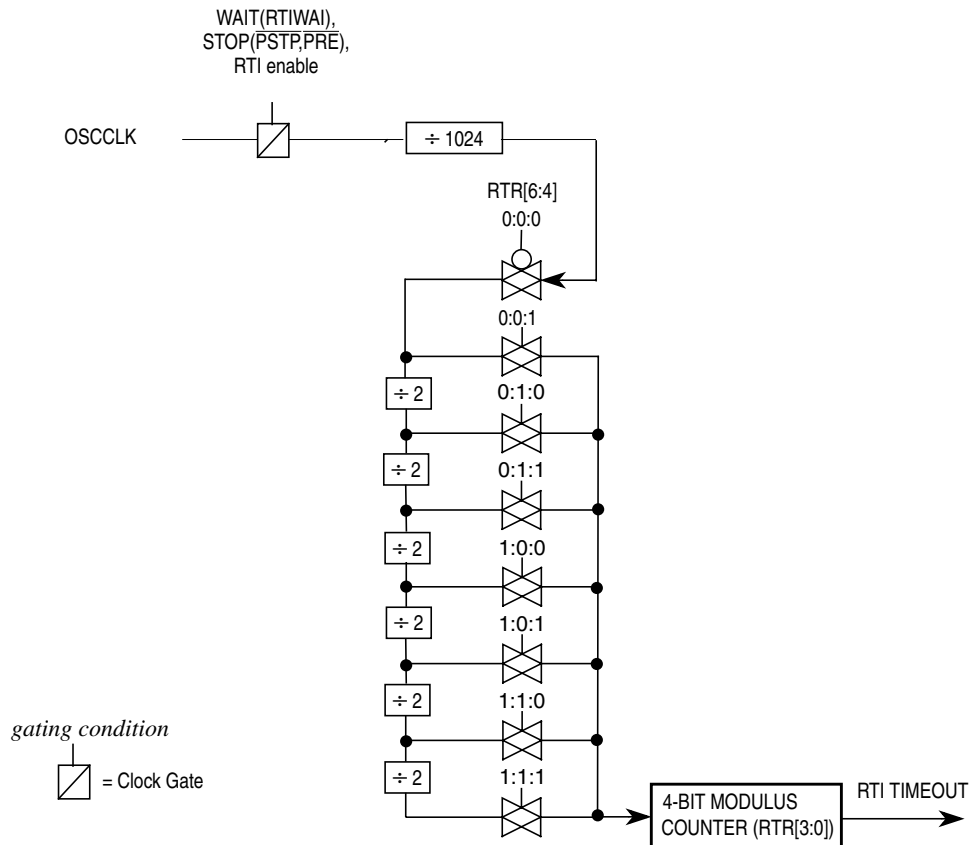 WAIT(RTIWAI),
STOP(PSTP,PRE),
RTI enable
OSCCLK
÷ 1024
RTR[6:4]
0:0:0
0:0:1
÷ 2
0:1:0
÷ 2
0:1:1
÷ 2
1:0:0
÷ 2
1:0:1
÷ 2
1:1:0
÷ 2
1:1:1
gating condition
= Clock Gate
4-BIT MODULUS
COUNTER (RTR[3:0])
RTI TIMEOUT